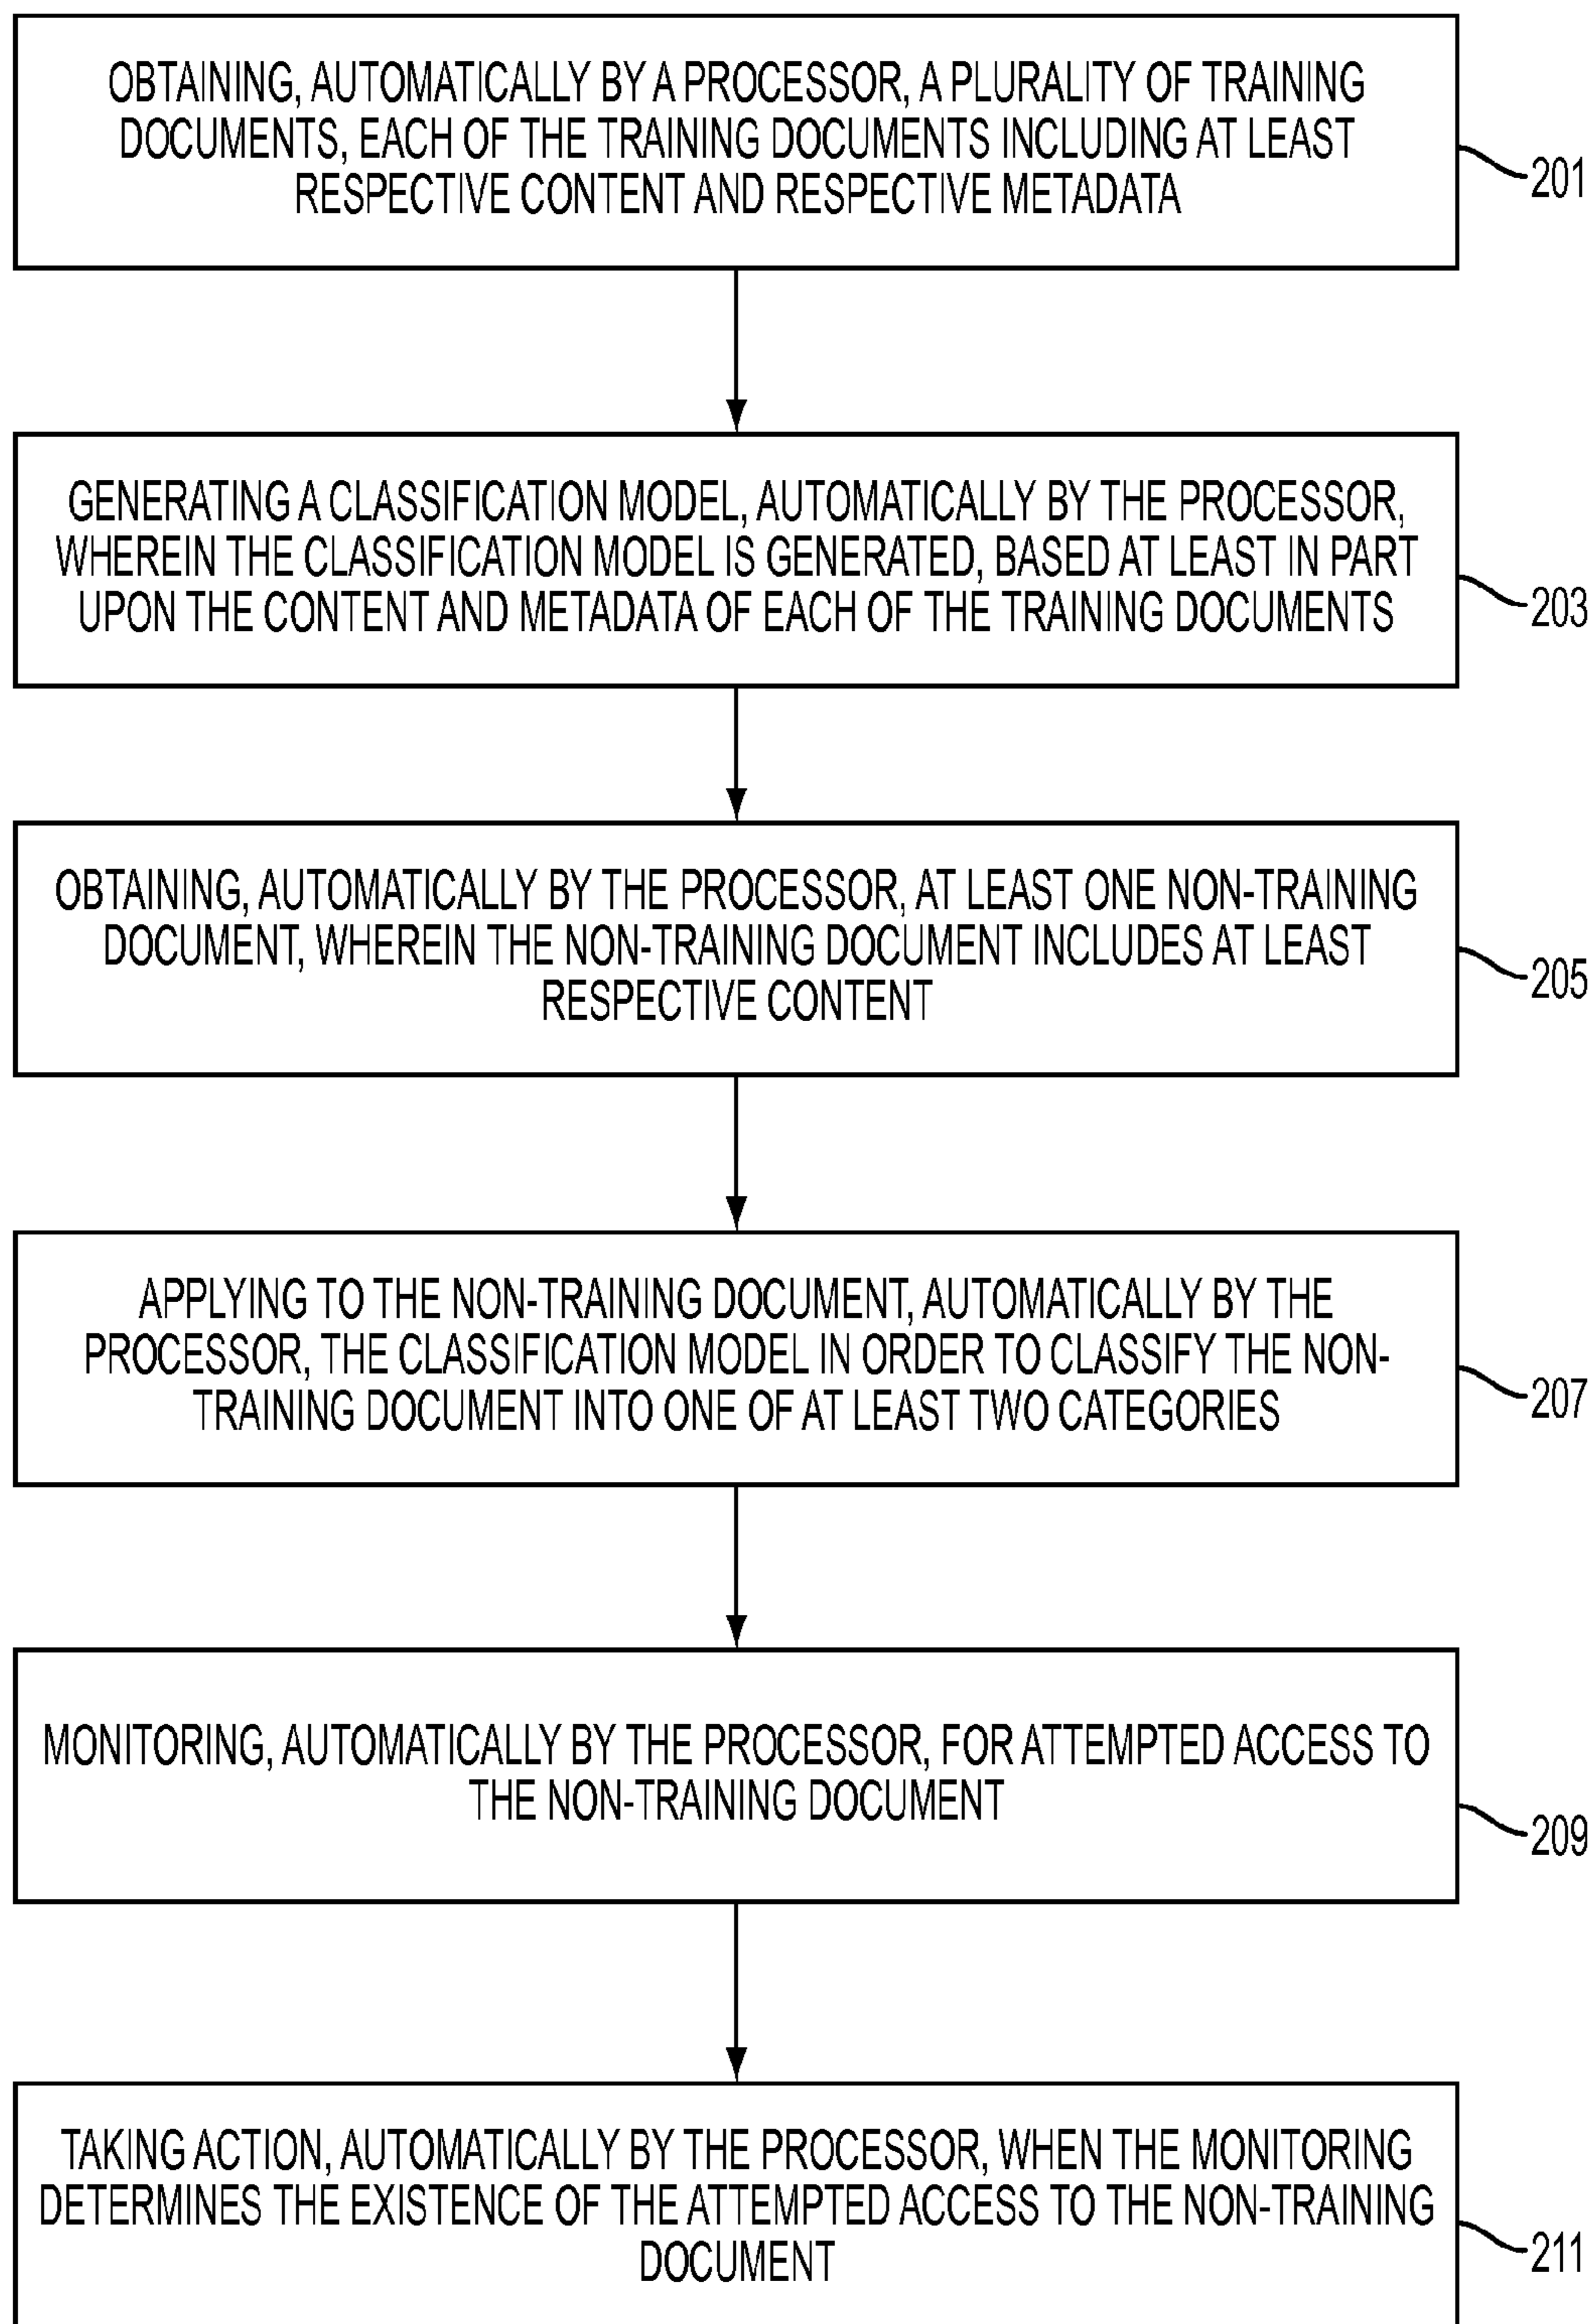 OBTAINING, AUTOMATICALLY BY A PROCESSOR, A PLURALITY OF TRAINING
DOCUMENTS, EACH OF THE TRAINING DOCUMENTS INCLUDING AT LEAST
RESPECTIVE CONTENT AND RESPECTIVE METADATA
201
GENERATING A CLASSIFICATION MODEL, AUTOMATICALLY BY THE PROCESSOR,
WHEREIN THE CLASSIFICATION MODEL IS GENERATED, BASED AT LEAST IN PART
UPON THE CONTENT AND METADATA OF EACH OF THE TRAINING DOCUMENTS
203
OBTAINING, AUTOMATICALLY BY THE PROCESSOR, AT LEAST ONE NON-TRAINING
DOCUMENT, WHEREIN THE NON-TRAINING DOCUMENT INCLUDES AT LEAST
RESPECTIVE CONTENT
205
APPLYING TO THE NON-TRAINING DOCUMENT, AUTOMATICALLY BY THE
PROCESSOR, THE CLASSIFICATION MODEL IN ORDER TO CLASSIFY THE NON-
TRAINING DOCUMENT INTO ONE OF AT LEAST TWO CATEGORIES
207
MONITORING, AUTOMATICALLY BY THE PROCESSOR, FOR ATTEMPTED ACCESS TO
THE NON-TRAINING DOCUMENT
209
TAKING ACTION, AUTOMATICALLY BY THE PROCESSOR, WHEN THE MONITORING
DETERMINES THE EXISTENCE OF THE ATTEMPTED ACCESS TO THE NON-TRAINING
DOCUMENT
211